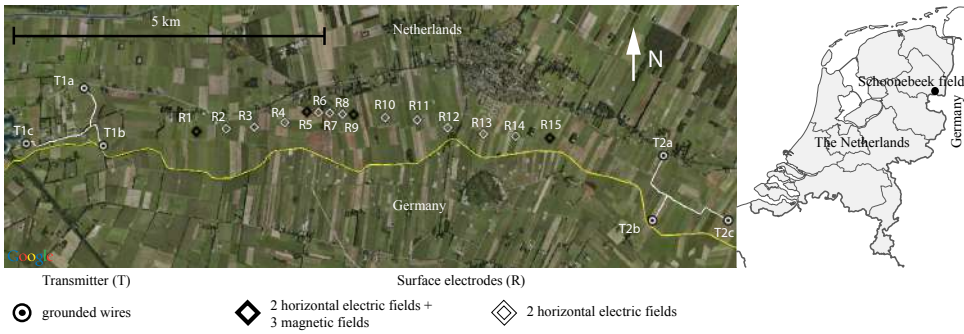 5 km
Netherlands
N
T1a
R1
R2
R3
R4
R5
R6
R7
R8
R9
R10
R11
R12
R13
R14
R15
T1c
T1b
T2a
T2b
T2c
Germany
Google
Schoonebeek field
The Netherlands
Germany
Transmitter (T)
Surface electrodes (R)
grounded wires
2 horizontal electric fields +
3 magnetic fields
2 horizontal electric fields